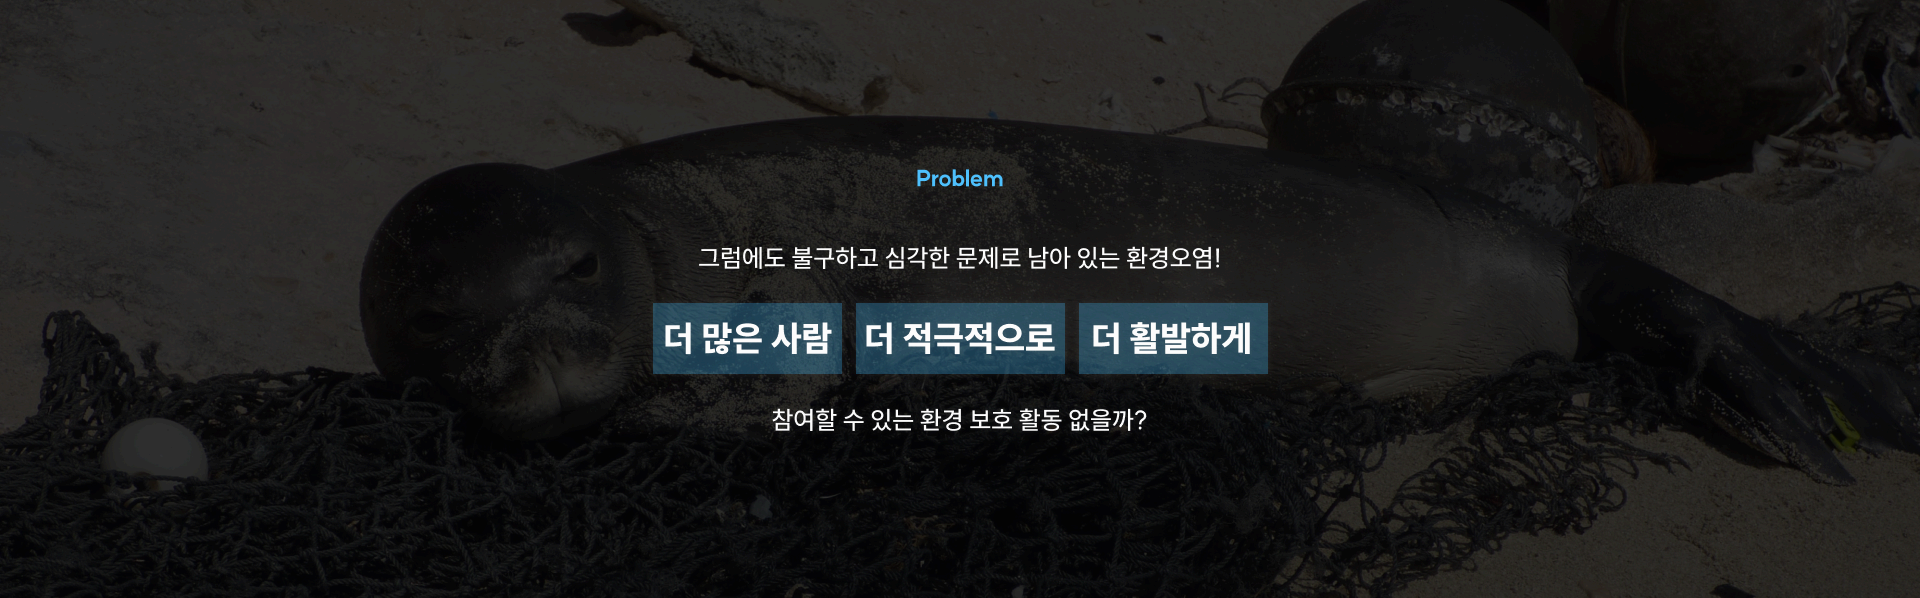 Problem
그럼에도 불구하고 심각한 문제로 남아 있는 환경오염!
더 많은 사람 더 적극적으로 더 활발하게
참여할 수 있는 환경 보호 활동 없을까?